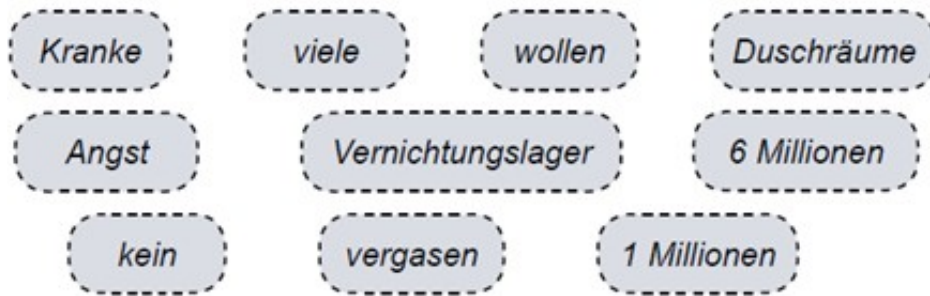 Kranke viele wollen Duschräume
Angst Vernichtungslager 6 Millionen
kein vergasen 1 Millionen